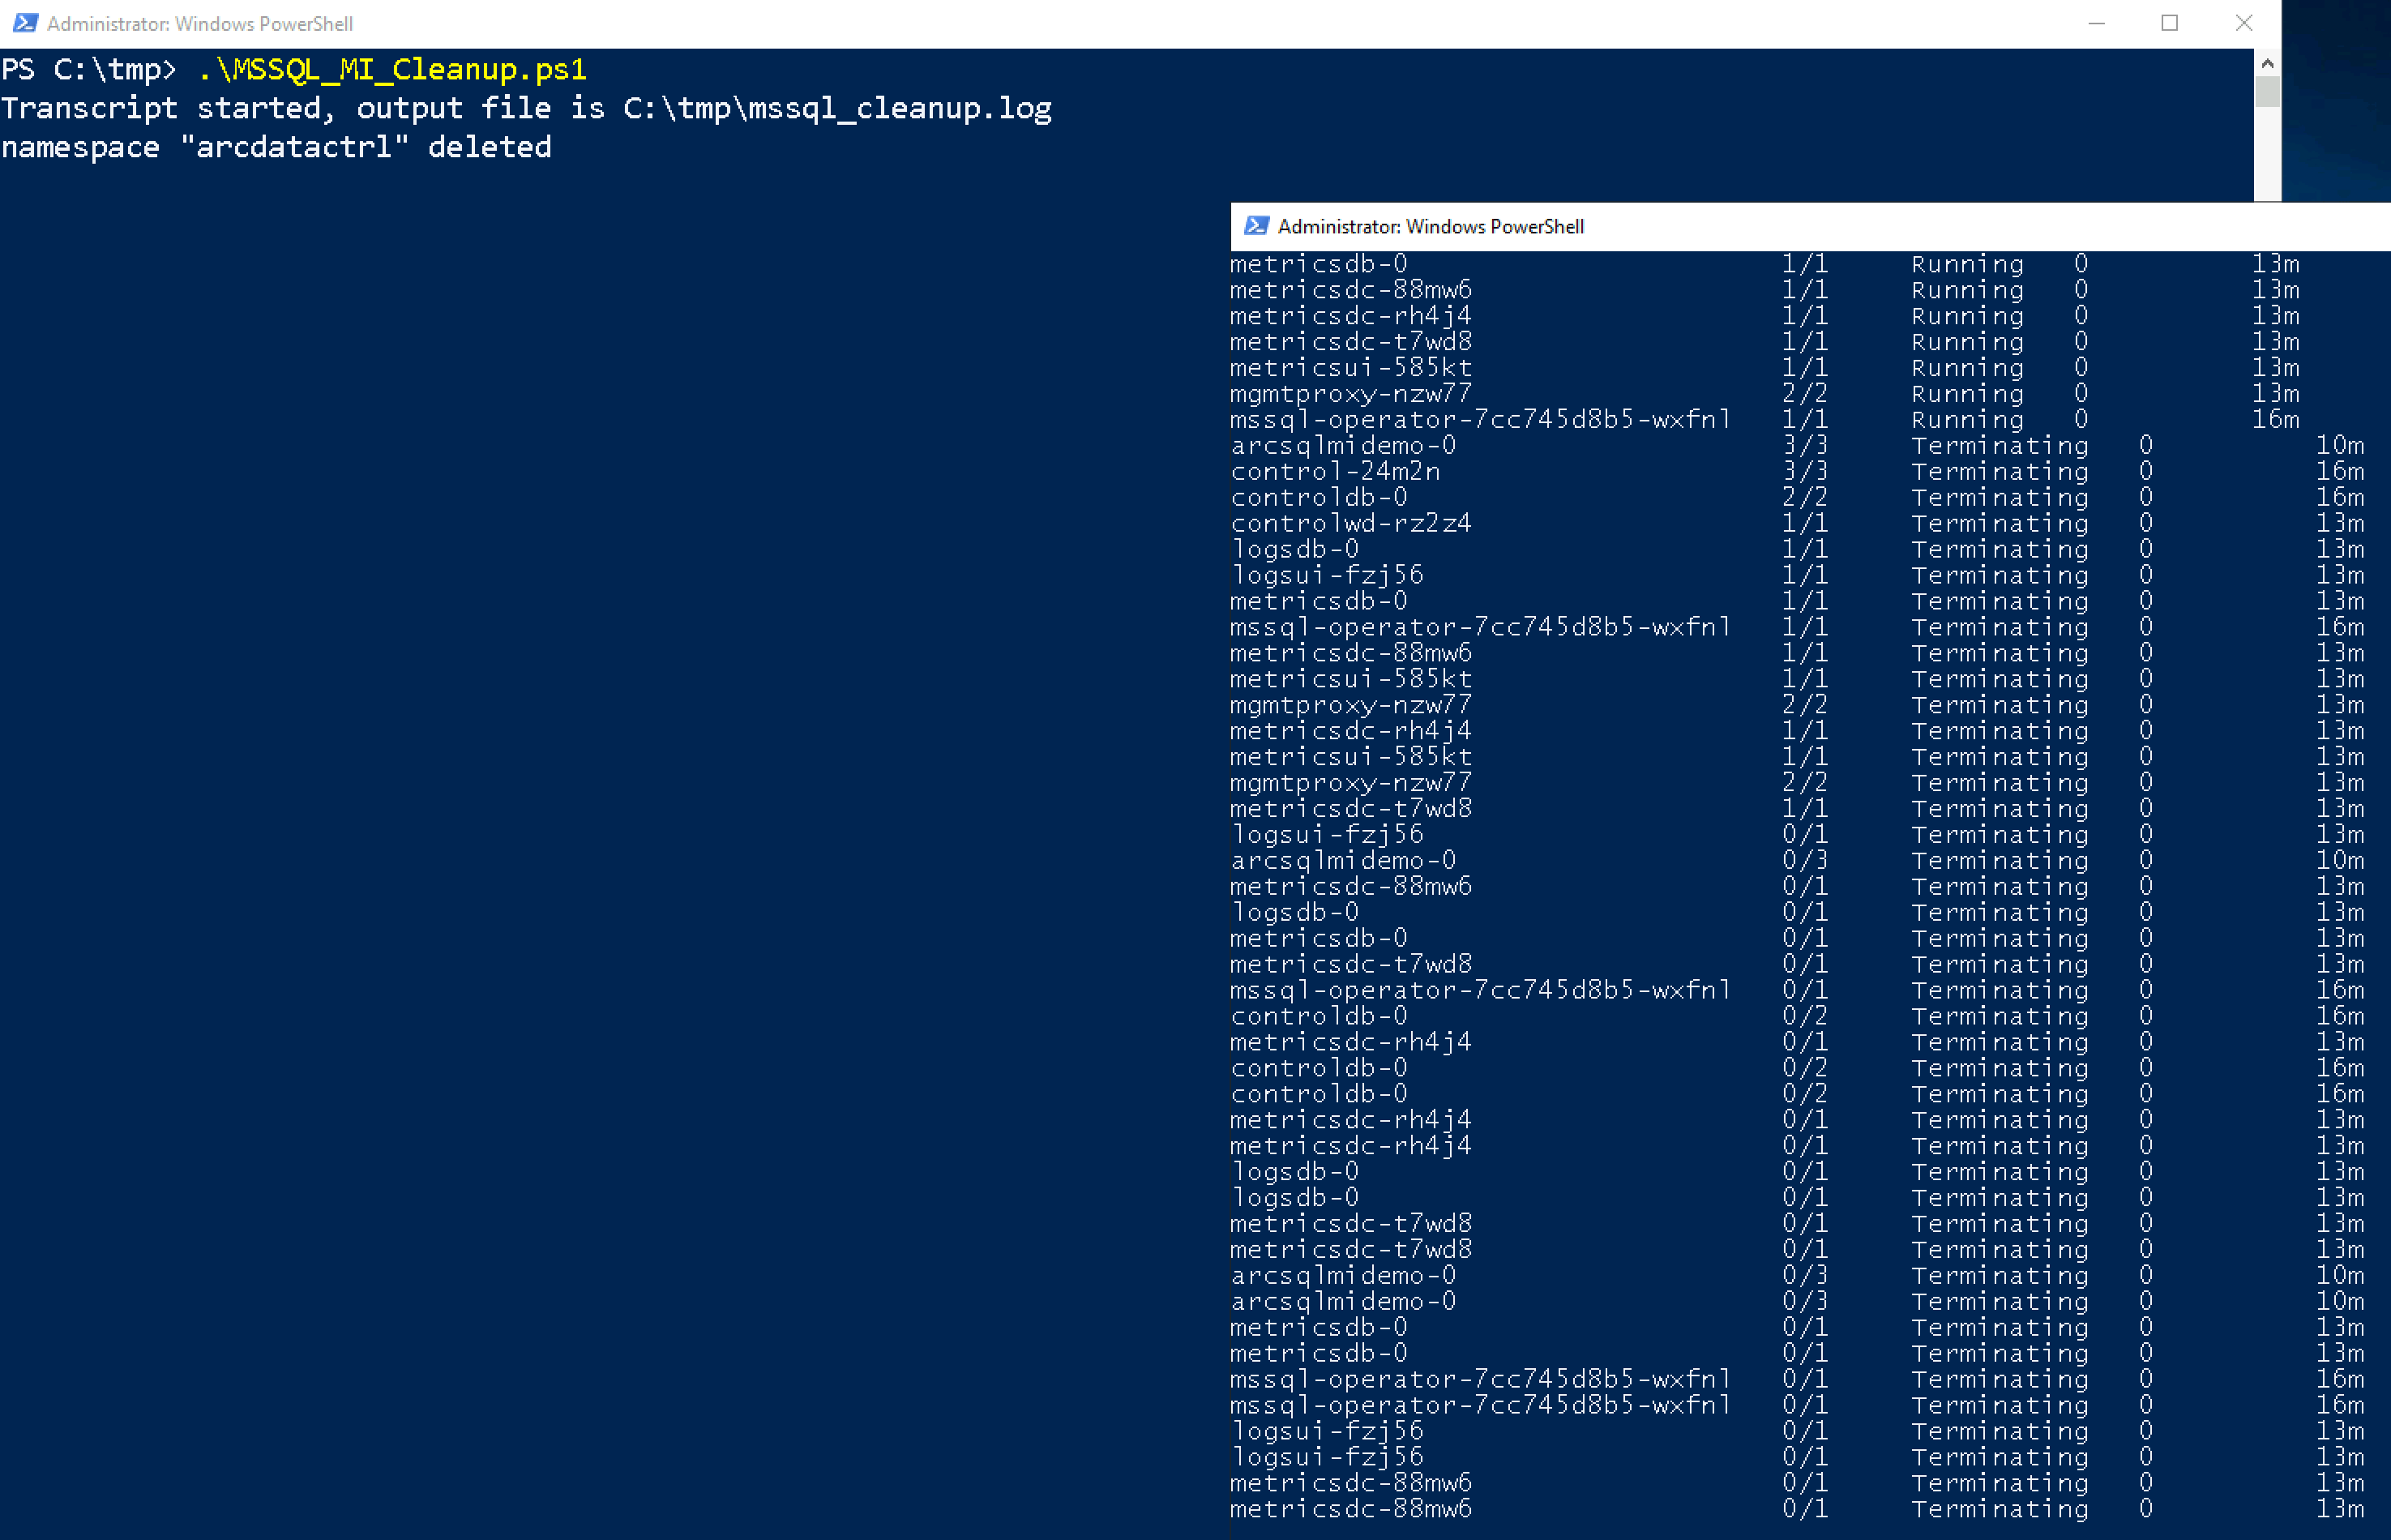 Administrator: Windows PowerShell
PS C:\tmp> .\MSSQL_MI_Cleanup.ps1
Transcript started, output file is C:\tmp\mssql_cleanup.log
namespace "arcdatactrl" deleted
Administrator: Windows PowerShell
metricsdb-0 1/1 Running 0 13m
metricsdc-88mw6 1/1 Running 0 13m
metricsdc-rh4j4 1/1 Running 0 13m
metricsdc-t7wd8 1/1 Running 0 13m
metricsui-585kt 1/1 Running 0 13m
mgmtproxy-nzw77 2/2 Running 0 13m
mssql-operator-7cc745d8b5-wxfnl 1/1 Running 0 16m
arcsqlmidemo-0 3/3 Terminating 0 10m
control-24m2n 3/3 Terminating 0 16m
controldb-0 2/2 Terminating 0 16m
controlwd-rz2z4 1/1 Terminating 0 13m
logsdb-0 1/1 Terminating 0 13m
logsui-fzj56 1/1 Terminating 0 13m
metricsdb-0 1/1 Terminating 0 13m
mssql-operator-7cc745d8b5-wxfnl 1/1 Terminating 0 16m
metricsdc-88mw6 1/1 Terminating 0 13m
metricsui-585kt 1/1 Terminating 0 13m
mgmtproxy-nzw77 2/2 Terminating 0 13m
metricsdc-rh4j4 1/1 Terminating 0 13m
metricsui-585kt 1/1 Terminating 0 13m
mgmtproxy-nzw77 2/2 Terminating 0 13m
metricsdc-t7wd8 1/1 Terminating 0 13m
logsui-fzj56 0/1 Terminating 0 13m
arcsqlmidemo-0 0/3 Terminating 0 10m
metricsdc-88mw6 0/1 Terminating 0 13m
logsdb-0 0/1 Terminating 0 13m
metricsdb-0 0/1 Terminating 0 13m
metricsdc-t7wd8 0/1 Terminating 0 13m
mssql-operator-7cc745d8b5-wxfnl 0/1 Terminating 0 16m
controldb-0 0/2 Terminating 0 16m
metricsdc-rh4j4 0/1 Terminating 0 13m
controldb-0 0/2 Terminating 0 16m
controldb-0 0/2 Terminating 0 16m
metricsdc-rh4j4 0/1 Terminating 0 13m
metricsdc-rh4j4 0/1 Terminating 0 13m
logsdb-0 0/1 Terminating 0 13m
logsdb-0 0/1 Terminating 0 13m
metricsdc-t7wd8 0/1 Terminating 0 13m
metricsdc-t7wd8 0/1 Terminating 0 13m
arcsqlmidemo-0 0/3 Terminating 0 10m
arcsqlmidemo-0 0/3 Terminating 0 10m
metricsdb-0 0/1 Terminating 0 13m
metricsdb-0 0/1 Terminating 0 13m
mssql-operator-7cc745d8b5-wxfnl 0/1 Terminating 0 16m
mssql-operator-7cc745d8b5-wxfnl 0/1 Terminating 0 16m
logsui-fzj56 0/1 Terminating 0 13m
logsui-fzj56 0/1 Terminating 0 13m
metricsdc-88mw6 0/1 Terminating 0 13m
metricsdc-88mw6 0/1 Terminating 0 13m